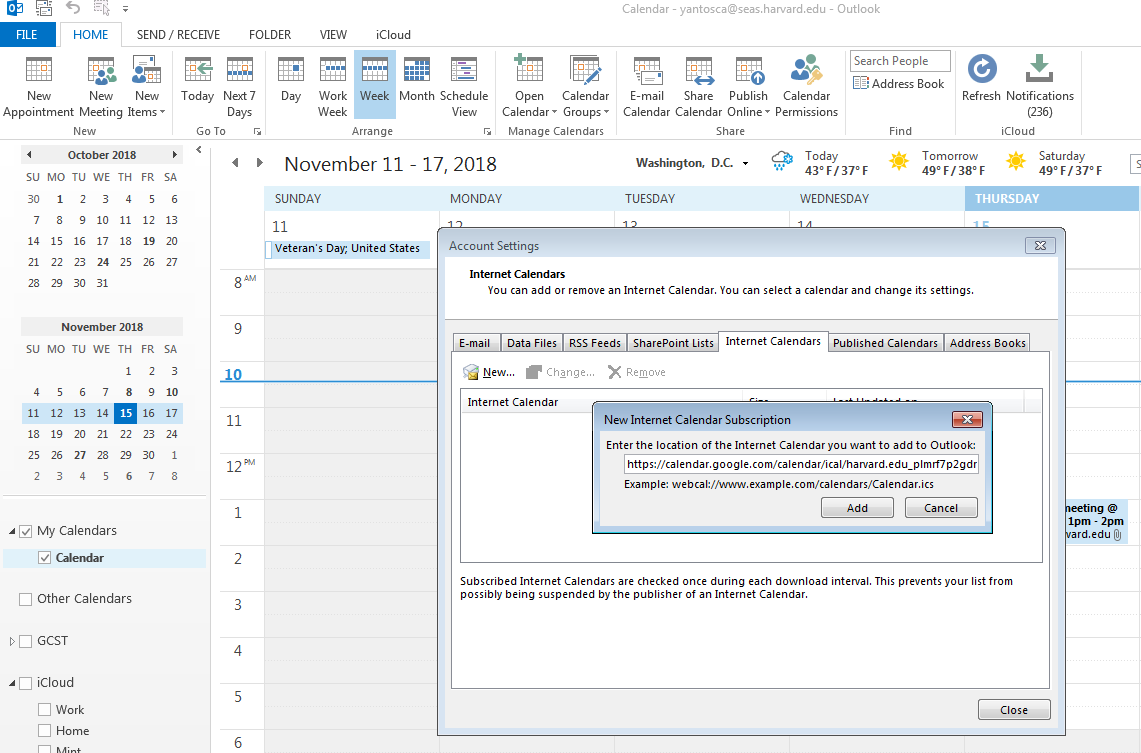 Calendar - yantosca@seas.harvard.edu - Outlook
FILE HOME SEND / RECEIVE FOLDER VIEW iCloud
New Appointment
New Meeting
New Items
Today
Next 7 Days
Day
Work Week
Week
Month
Schedule View
Open Calendar
Calendar Groups
E-mail Calendar
Share Calendar
Publish Online
Calendar Permissions
Search People
Address Book
Refresh
Notifications (236)
New Go To Arrange Manage Calendars Share Find iCloud
October 2018
SU MO TU WE TH FR SA
30 1 2 3 4 5 6
7 8 9 10 11 12 13
14 15 16 17 18 19 20
21 22 23 24 25 26 27
28 29 30 31
November 2018
SU MO TU WE TH FR SA
1 2 3
4 5 6 7 8 9 10
11 12 13 14 15 16 17
18 19 20 21 22 23 24
25 26 27 28 29 30 1
2 3 4 5 6 7 8
My Calendars
Calendar
Other Calendars
GCST
iCloud
Work
Home
Mint
November 11 - 17, 2018
Washington, D.C.
Today
43°F/37°F
Tomorrow
49°F/38°F
Saturday
49°F/37°F
SUNDAY MONDAY TUESDAY WEDNESDAY THURSDAY
11 12 13 14 15
Veteran's Day; United States
8 AM
9
10
11
12 PM
1
2
3
4
5
6
meeting @
1pm - 2pm
vard.edu
Account Settings
Internet Calendars
You can add or remove an Internet Calendar. You can select a calendar and change its settings.
E-mail Data Files RSS Feeds SharePoint Lists Internet Calendars Published Calendars Address Books
New... Change... Remove
Internet Calendar Size Last Updated on
New Internet Calendar Subscription
Enter the location of the Internet Calendar you want to add to Outlook:
https://calendar.google.com/calendar/ical/harvard.edu_plmrf7p2gdr
Example: webcal://www.example.com/calendars/Calendar.ics
Add Cancel
Subscribed Internet Calendars are checked once during each download interval. This prevents your list from
possibly being suspended by the publisher of an Internet Calendar.
Close